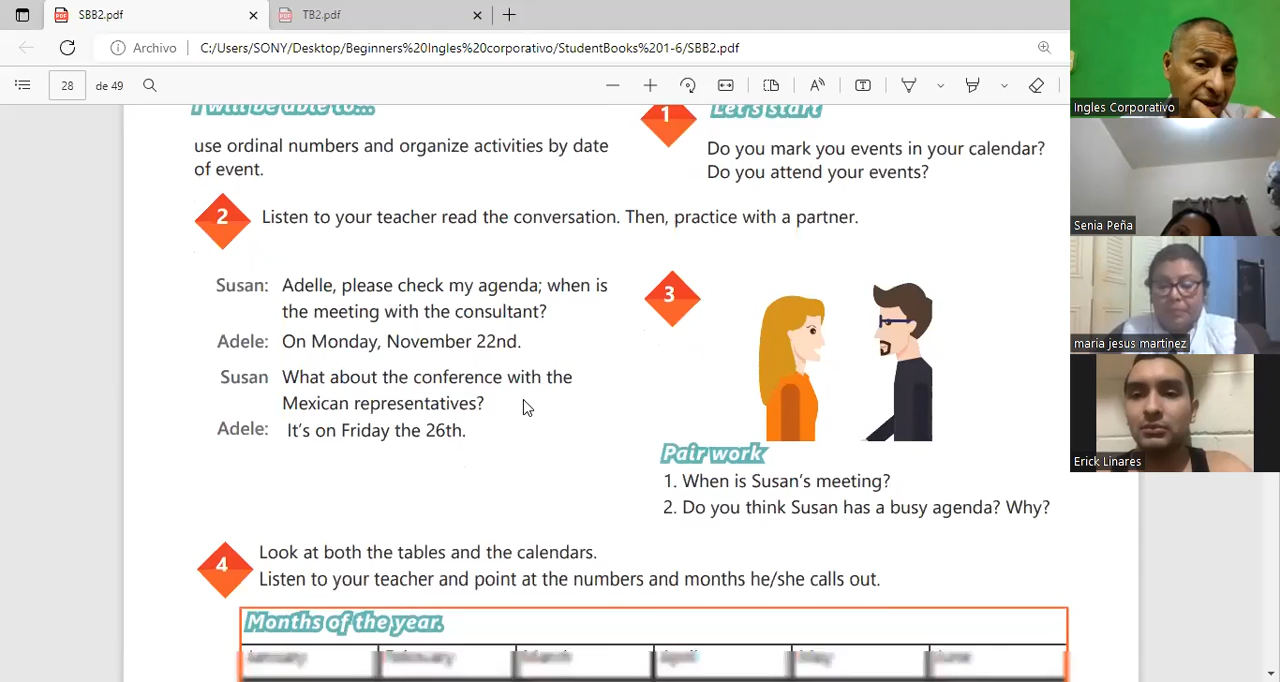 SBB2.pdf
TB2.pdf
Archivo
C:/Users/SONY/Desktop/Beginners%20Ingles%20corporativo/StudentBooks%201-6/SBB2.pdf
28 de 49
I will be able to...
use ordinal numbers and organize activities by date
of event.
1
Let's start
Do you mark you events in your calendar?
Do you attend your events?
2
Listen to your teacher read the conversation. Then, practice with a partner.
Susan: Adelle, please check my agenda; when is
the meeting with the consultant?
Adele: On Monday, November 22nd.
Susan What about the conference with the
Mexican representatives?
Adele: It's on Friday the 26th.
3
Pair work
1. When is Susan's meeting?
2. Do you think Susan has a busy agenda? Why?
4
Look at both the tables and the calendars.
Listen to your teacher and point at the numbers and months he/she calls out.
Months of the year.
Ingles Corporativo
Senia Peña
maria jesus martinez
Erick Linares